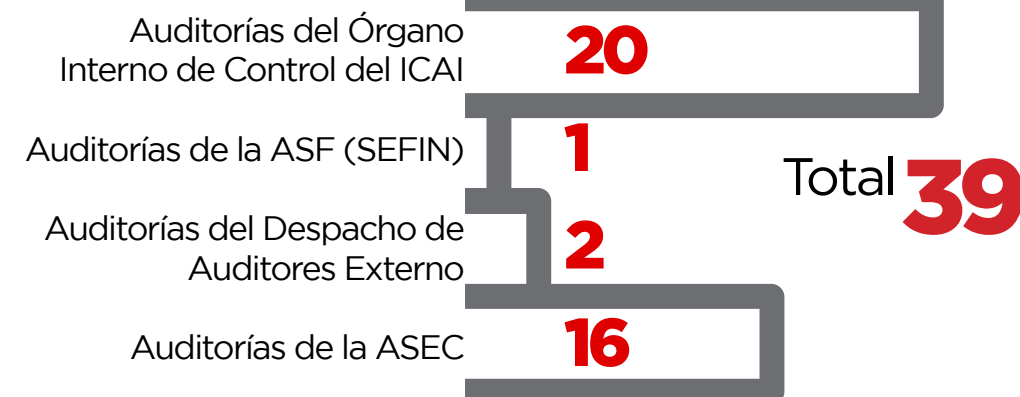 Auditorías del Órgano
Interno de Control del ICAI
20
Auditorías de la ASF (SEFIN)
1
Total 39
Auditorías del Despacho de
Auditores Externo
2
Auditorías de la ASEC
16